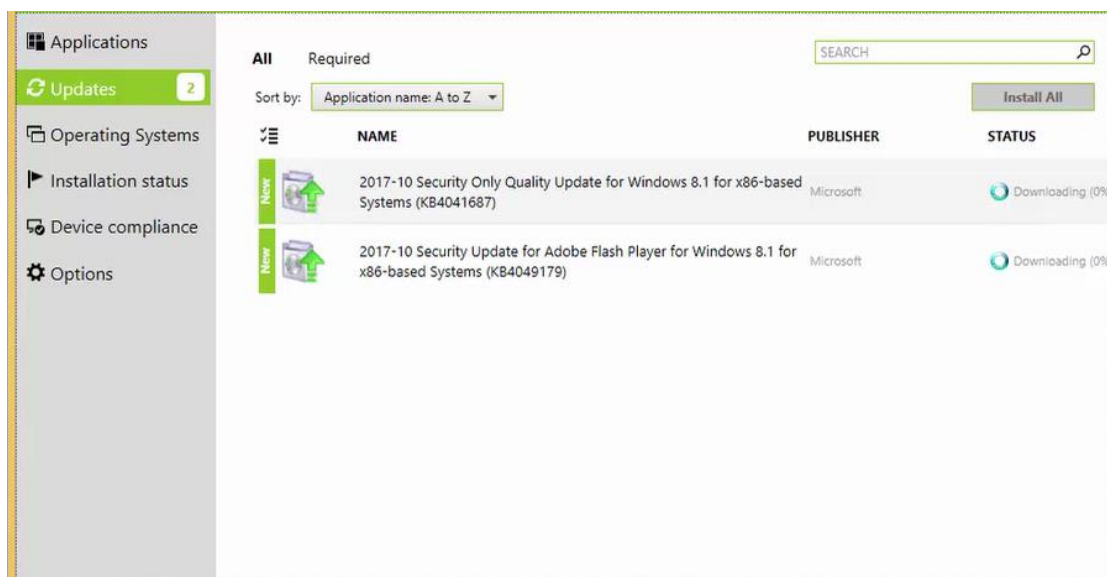 Applications
Updates
2
Operating Systems
Installation status
Device compliance
Options
All Required
SEARCH
Sort by: Application name: A to Z
Install All
NAME PUBLISHER STATUS
New
2017-10 Security Only Quality Update for Windows 8.1 for x86-based
Systems (KB4041687)
Microsoft
Downloading (0%
New
2017-10 Security Update for Adobe Flash Player for Windows 8.1 for
x86-based Systems (KB4049179)
Microsoft
Downloading (0%